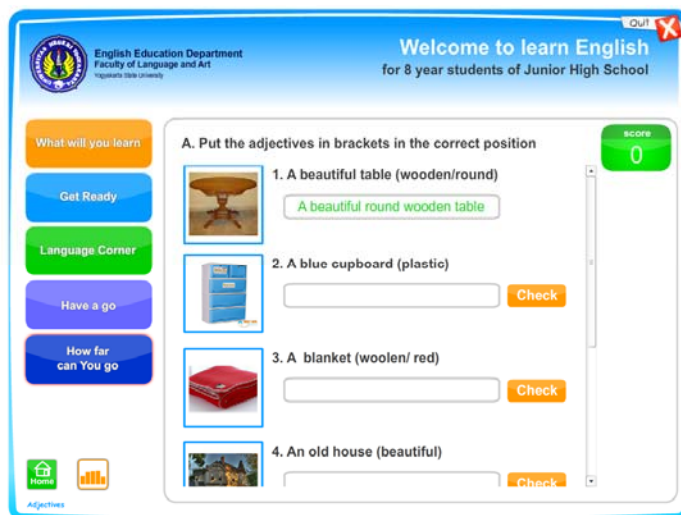 Quit
English Education Department
Faculty of Language and Art
Yogyakarta State University
Welcome to learn English
for 8 year students of Junior High School
What will you learn
Get Ready
Language Corner
Have a go
How far
can You go
Home
Adjectives
score
0
A. Put the adjectives in brackets in the correct position
1. A beautiful table (wooden/round)
A beautiful round wooden table
2. A blue cupboard (plastic)
Check
3. A blanket (woolen/ red)
Check
4. An old house (beautiful)
Check